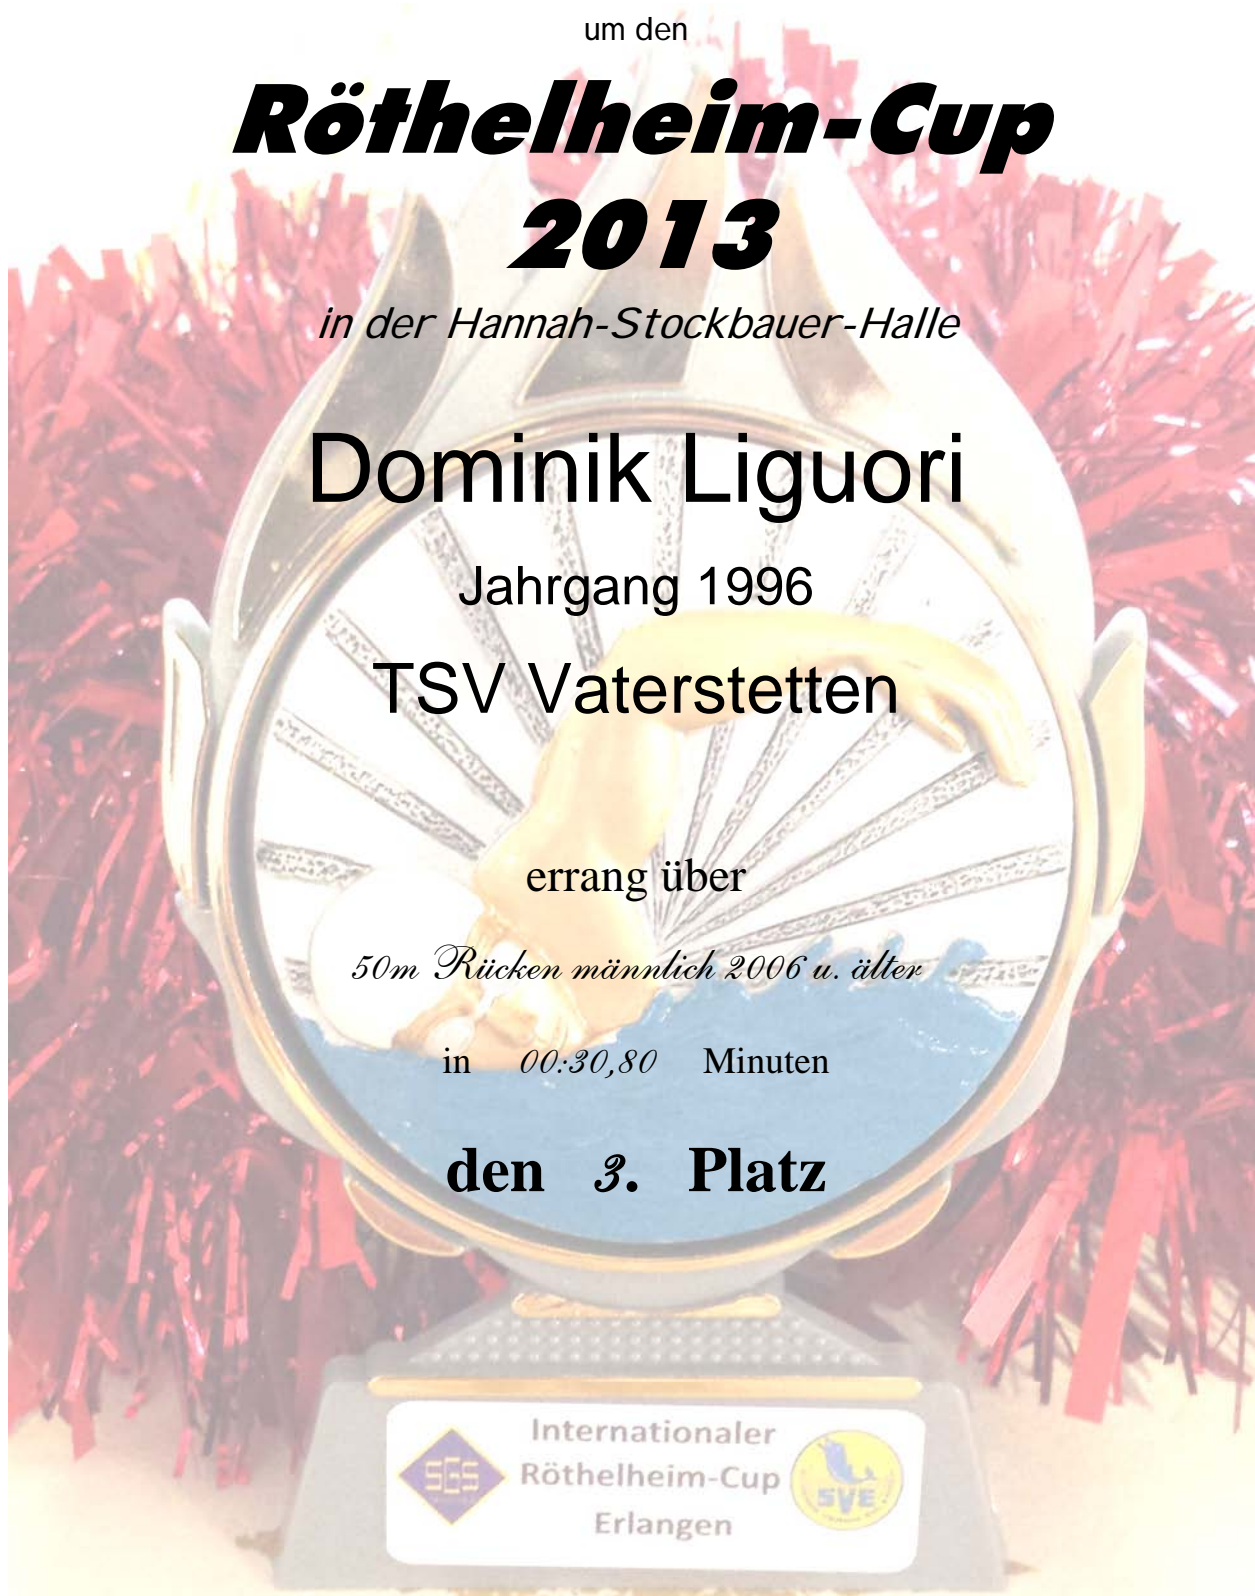 um den
Röthelheim-Cup
2013
in der Hannah-Stockbauer-Halle
Dominik Liguori
Jahrgang 1996
TSV Vaterstetten
errang über
50m Rücken männlich 2006 u. älter
in 00:30,80 Minuten
den 3. Platz
Internationaler
SGS Röthelheim-Cup SVE
Erlangen